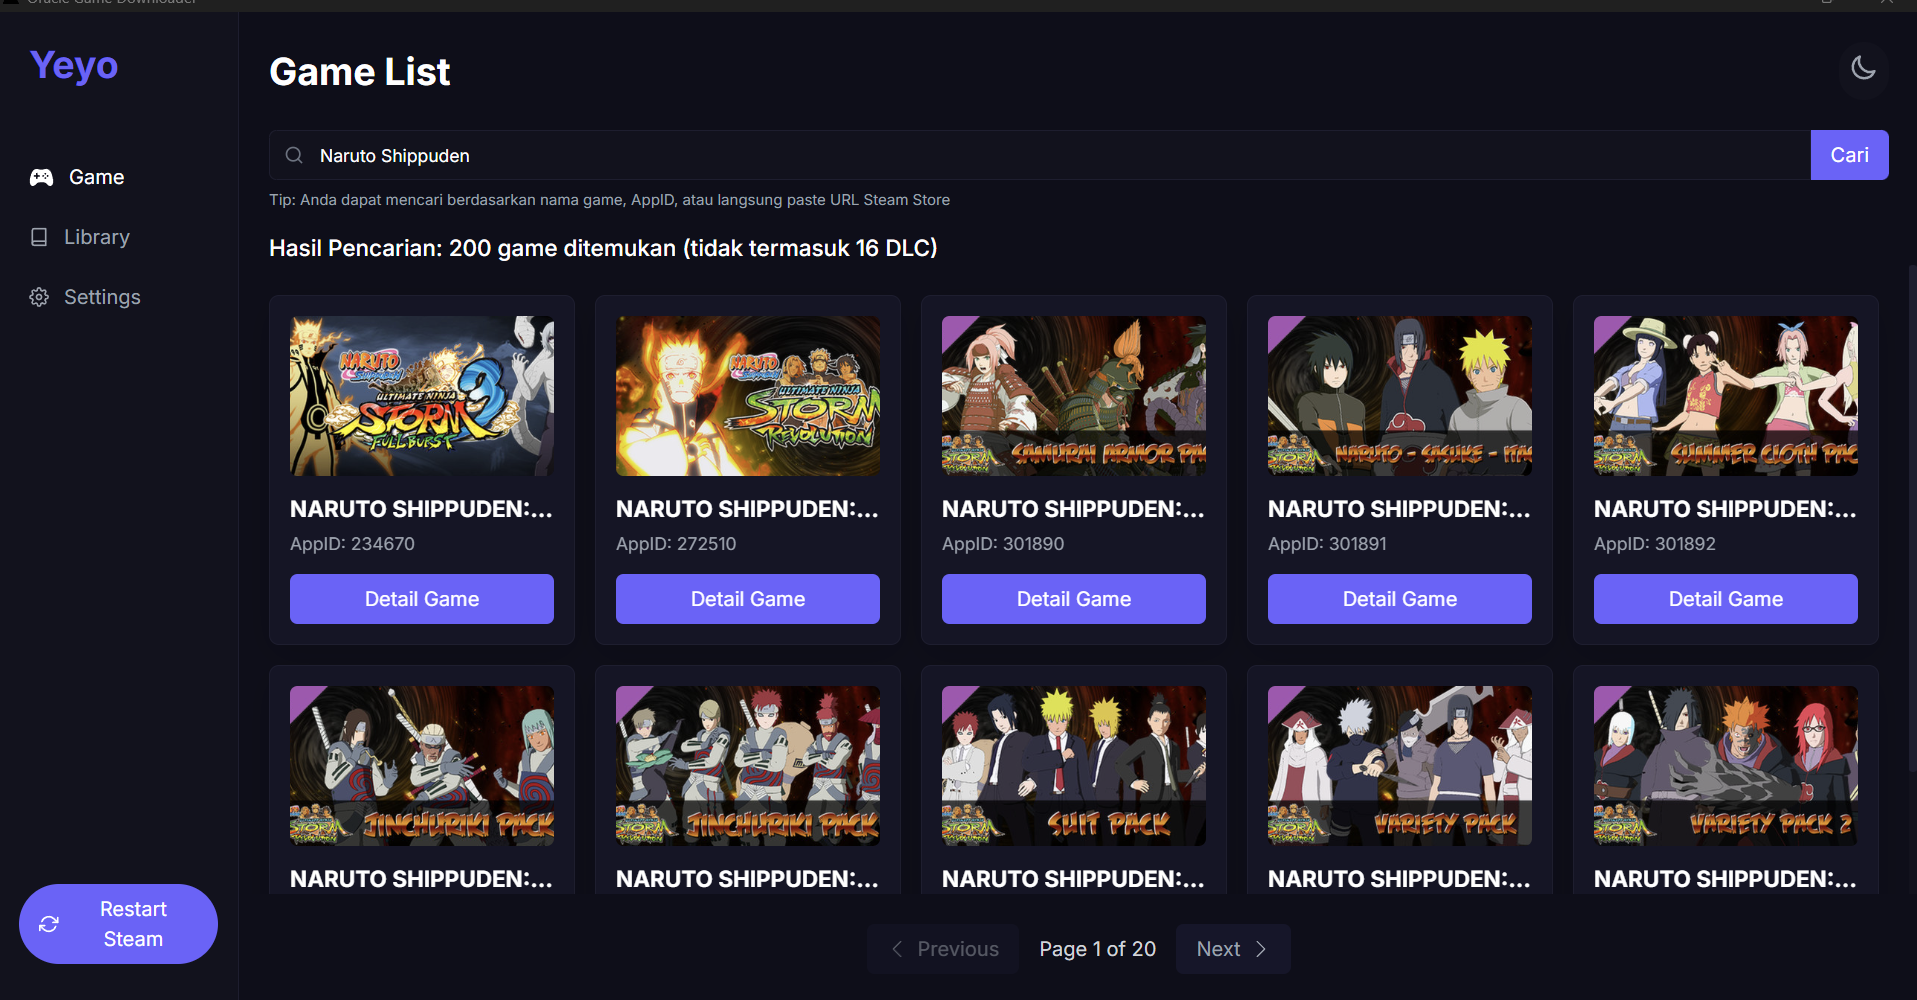 Oracle Game Downloader
Yeyo
Game
Library
Settings
Restart
Steam
Game List
Naruto Shippuden
Cari
Tip: Anda dapat mencari berdasarkan nama game, AppID, atau langsung paste URL Steam Store
Hasil Pencarian: 200 game ditemukan (tidak termasuk 16 DLC)
NARUTO
SHIPPUDEN
ULTIMATE NINJA
STORM 3
FULL BURST
NARUTO SHIPPUDEN:...
AppID: 234670
Detail Game
NARUTO
SHIPPUDEN
ULTIMATE NINJA
STORM
REVOLUTION
NARUTO SHIPPUDEN:...
AppID: 272510
Detail Game
STORM
SAMURAI ARMOR PA
NARUTO SHIPPUDEN:...
AppID: 301890
Detail Game
STORM
NARUTO - SASUKE - ITA
NARUTO SHIPPUDEN:...
AppID: 301891
Detail Game
STORM
SUMMER CLOTH PAC
NARUTO SHIPPUDEN:...
AppID: 301892
Detail Game
STORM
JINCHURIKI PACK
NARUTO SHIPPUDEN:...
STORM
JINCHURIKI PACK
NARUTO SHIPPUDEN:...
STORM
SUIT PACK
NARUTO SHIPPUDEN:...
STORM
VARIETY PACK
NARUTO SHIPPUDEN:...
STORM
VARIETY PACK 2
NARUTO SHIPPUDEN:...
Previous
Page 1 of 20
Next